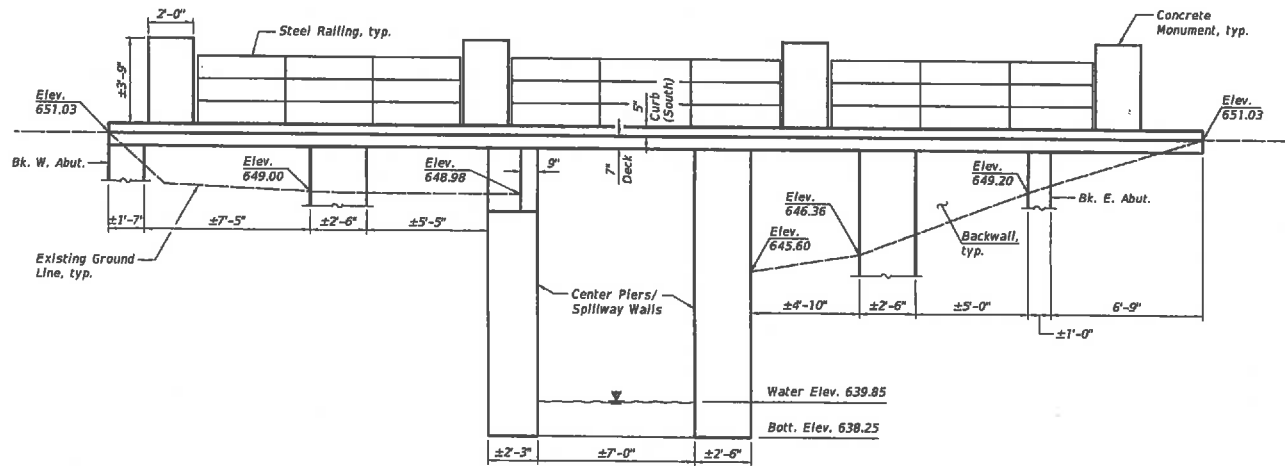 2'-0"
Steel Railing, typ.
Concrete
Monument, typ.
±3'-9"
Elev.
651.03
5"
Curb
(South)
Elev.
651.03
Bk. W. Abut.
Elev.
649.00
Elev.
648.98
9"
7"
Deck
Elev.
649.20
Bk. E. Abut.
Elev.
646.36
Elev.
645.60
Backwall,
typ.
±1'-7"
±7'-5"
±2'-6"
±5'-5"
Existing Ground
Line, typ.
Center Piers/
Spillway Walls
±4'-10"
±2'-6"
±5'-0"
6'-9"
±1'-0"
Water Elev. 639.85
Bott. Elev. 638.25
±2'-3"
±7'-0"
±2'-6"